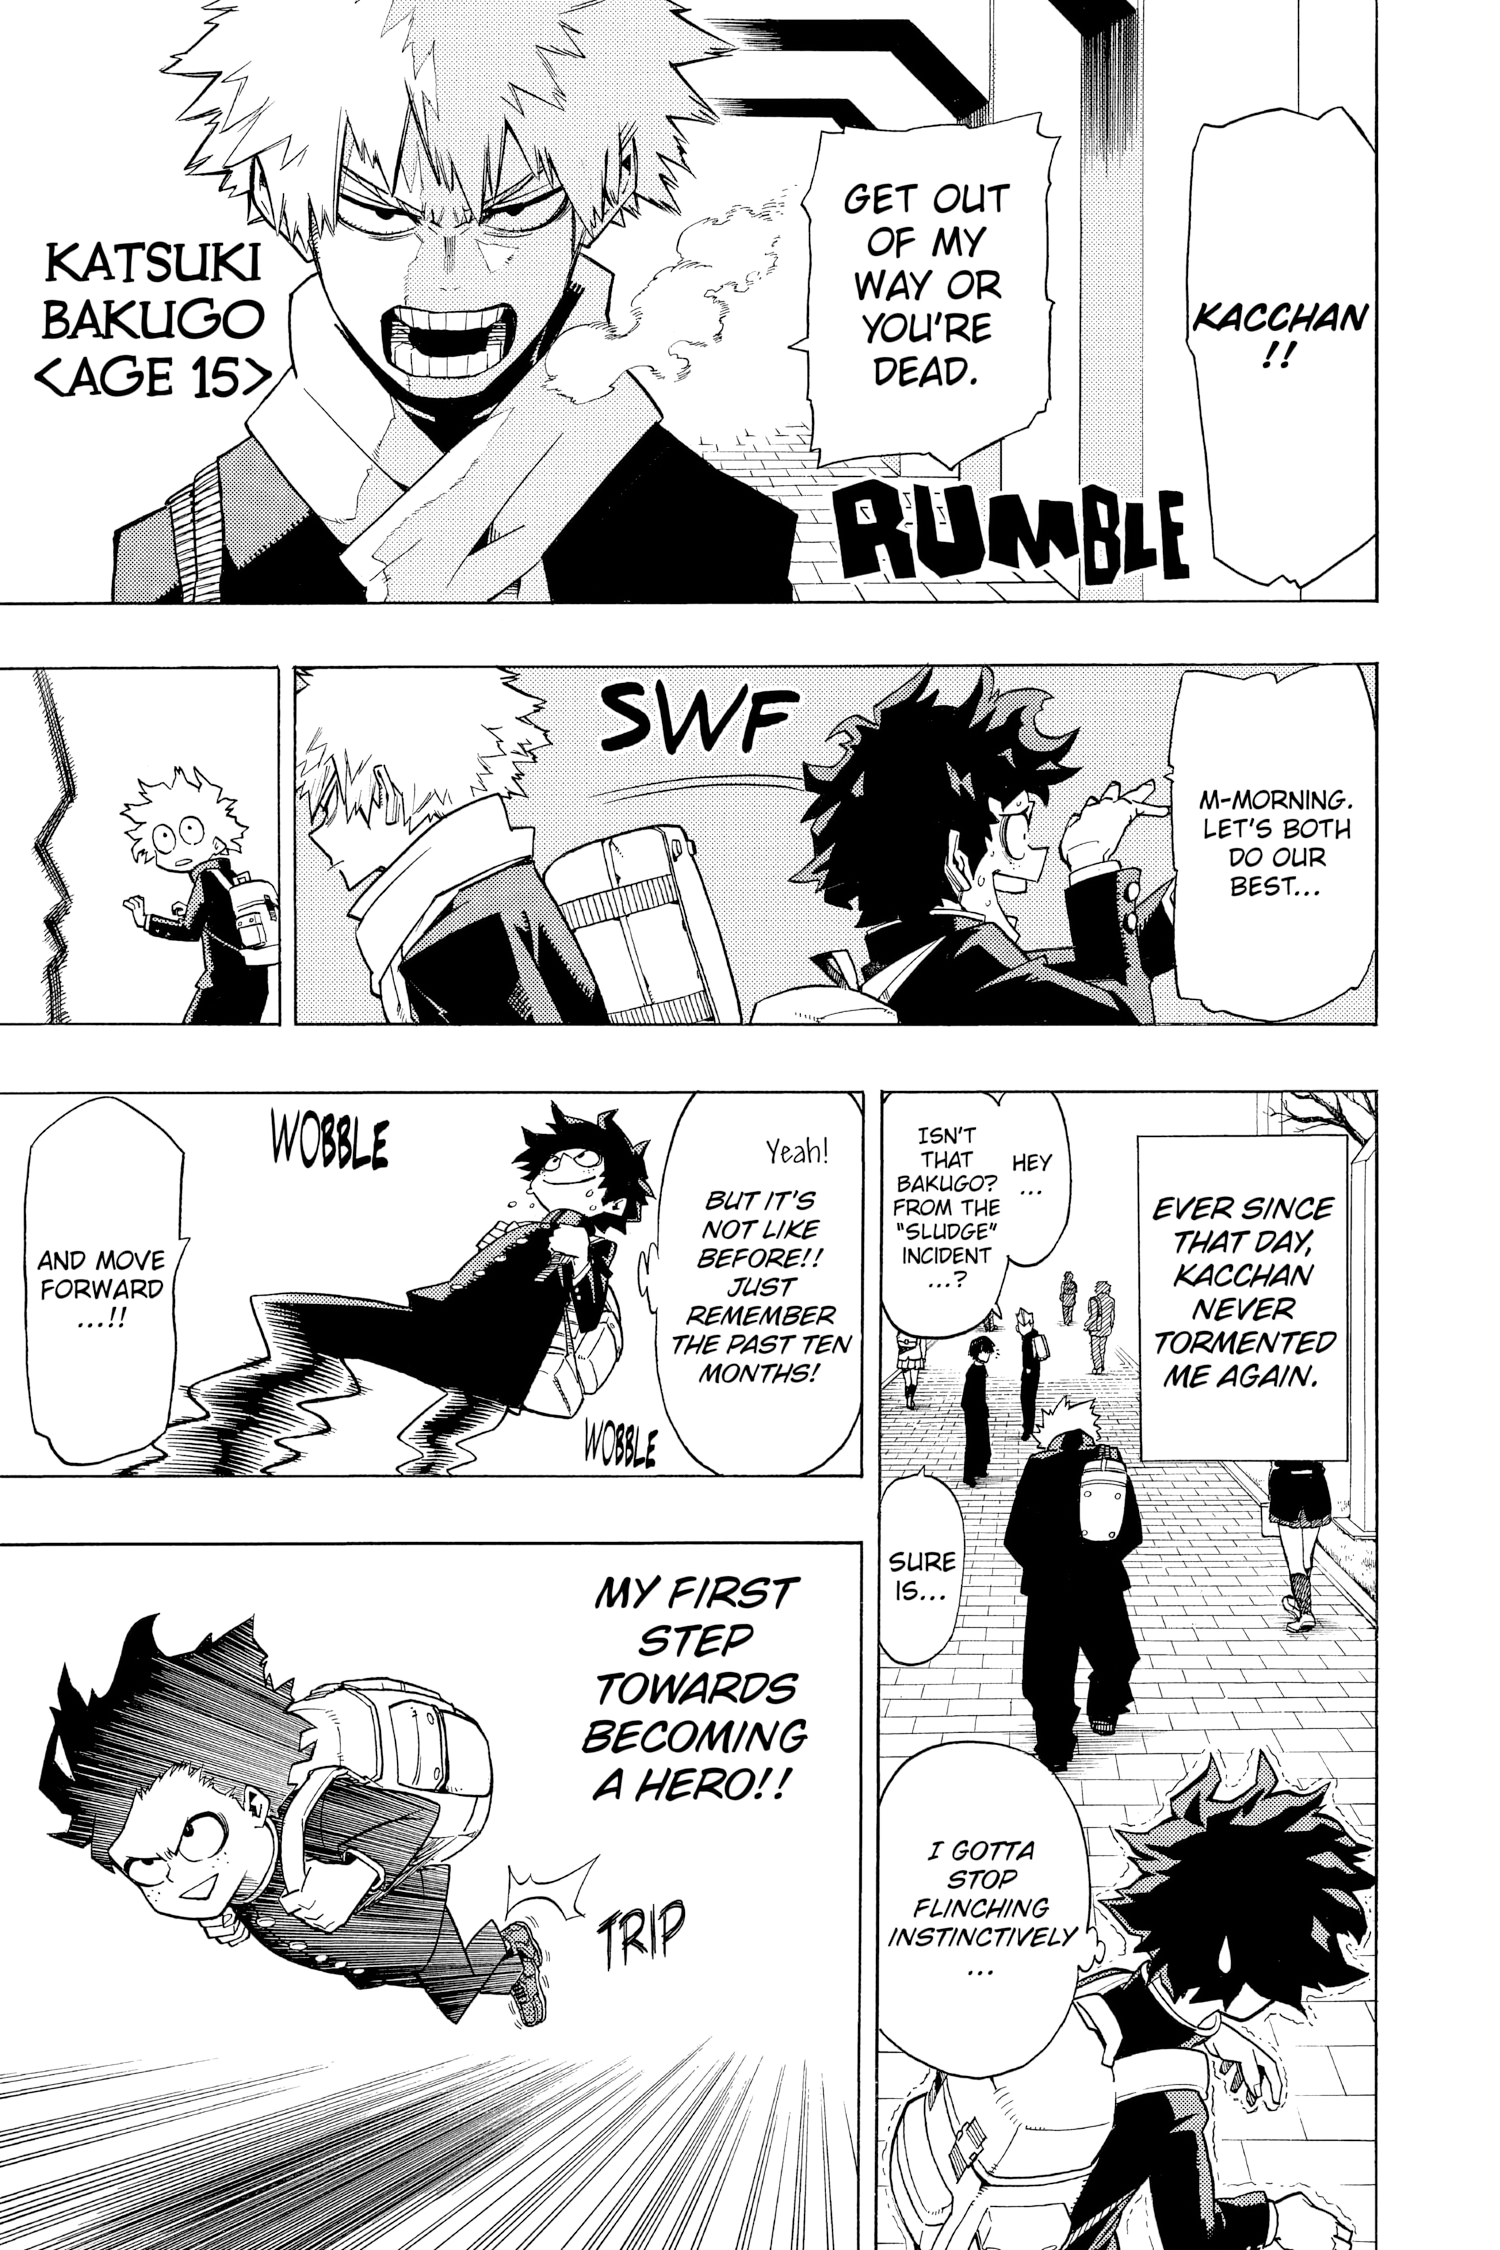 KACCHAN
!!
GET OUT
OF MY
WAY OR
YOU'RE
DEAD.
RUMBLE
KATSUKI
BAKUGO
<AGE 15>
M-MORNING.
LET'S BOTH
DO OUR
BEST...
SWF
EVER SINCE
THAT DAY,
KACCHAN
NEVER
TORMENTED
ME AGAIN.
HEY
...
ISN'T
THAT
BAKUGO?
FROM THE
"SLUDGE"
INCIDENT
...?
SURE
IS...
I GOTTA
STOP
FLINCHING
INSTINCTIVELY
...
Yeah!
BUT IT'S
NOT LIKE
BEFORE!!
JUST
REMEMBER
THE PAST TEN
MONTHS!
WOBBLE
WOBBLE
AND MOVE
FORWARD
...!!
MY FIRST
STEP
TOWARDS
BECOMING
A HERO!!
TRIP